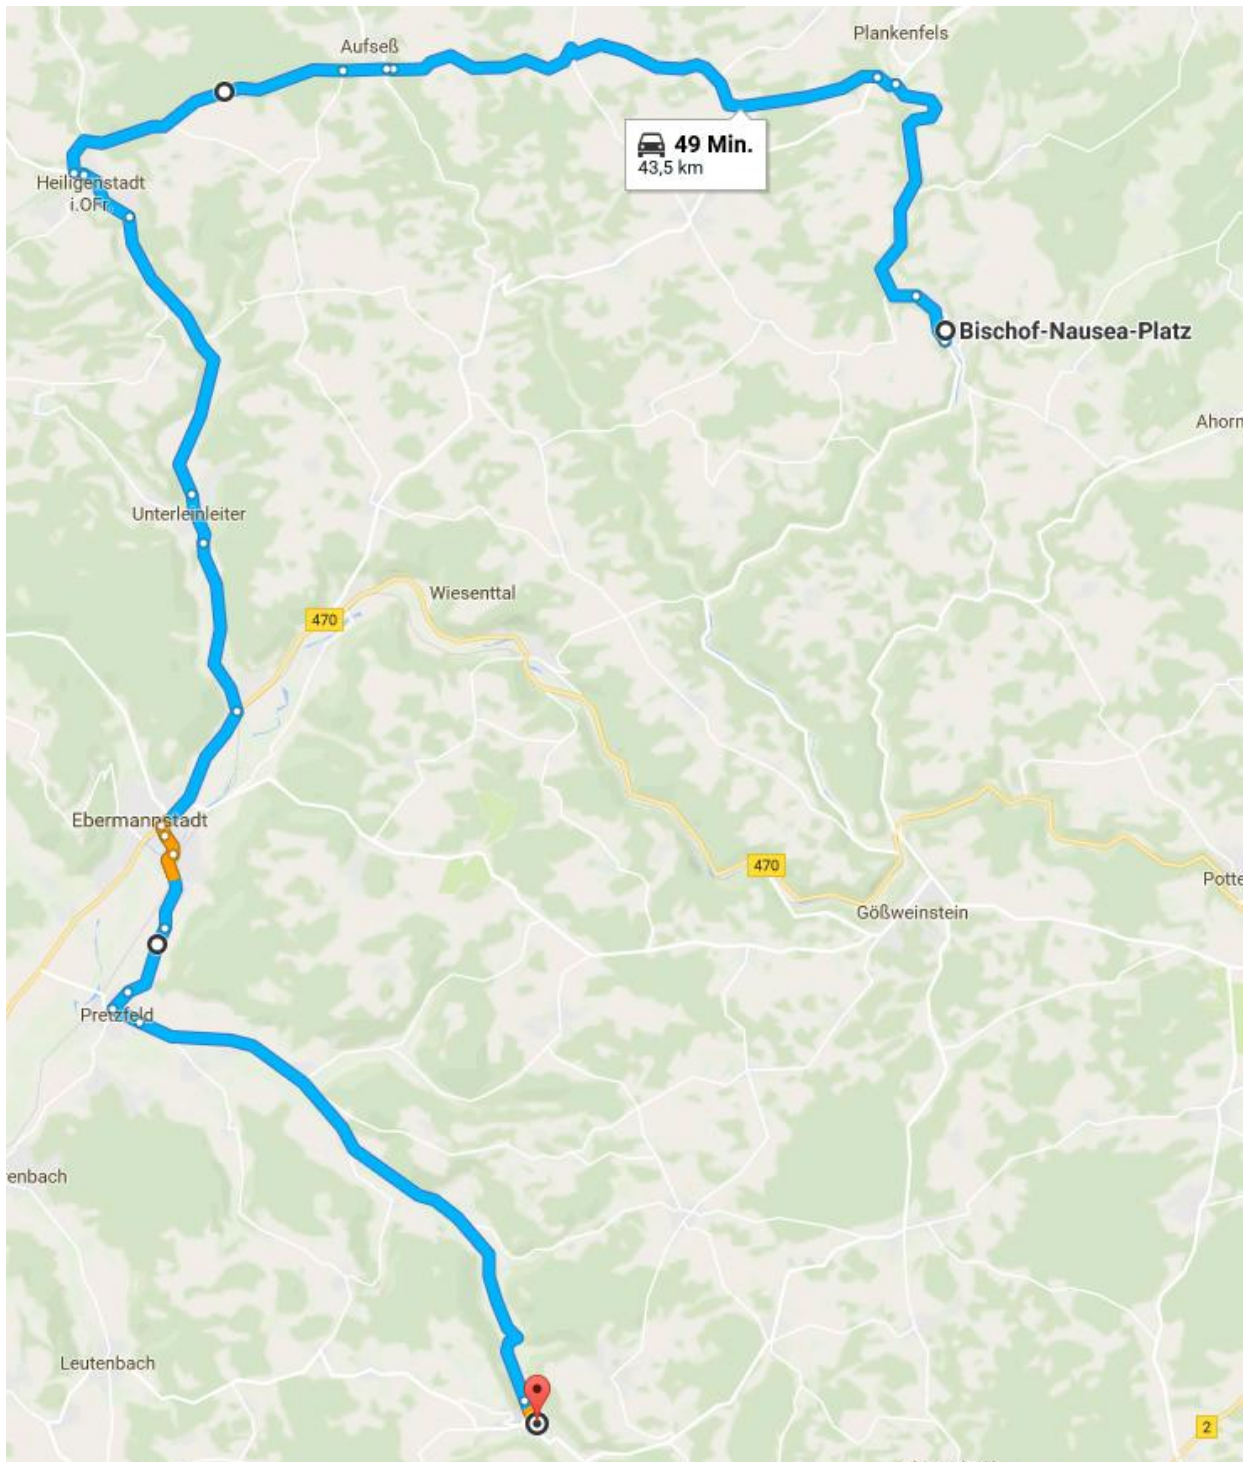 Plankenfels
Aufseß
49 Min.
43,5 km
Heiligenstadt
i.OFr.
Bischof-Nausea-Platz
Ahorn
Unterleinleiter
Wiesenttal
470
Ebermannstadt
470
Potte
Gößweinstein
Pretzfeld
enbach
Leutenbach
2